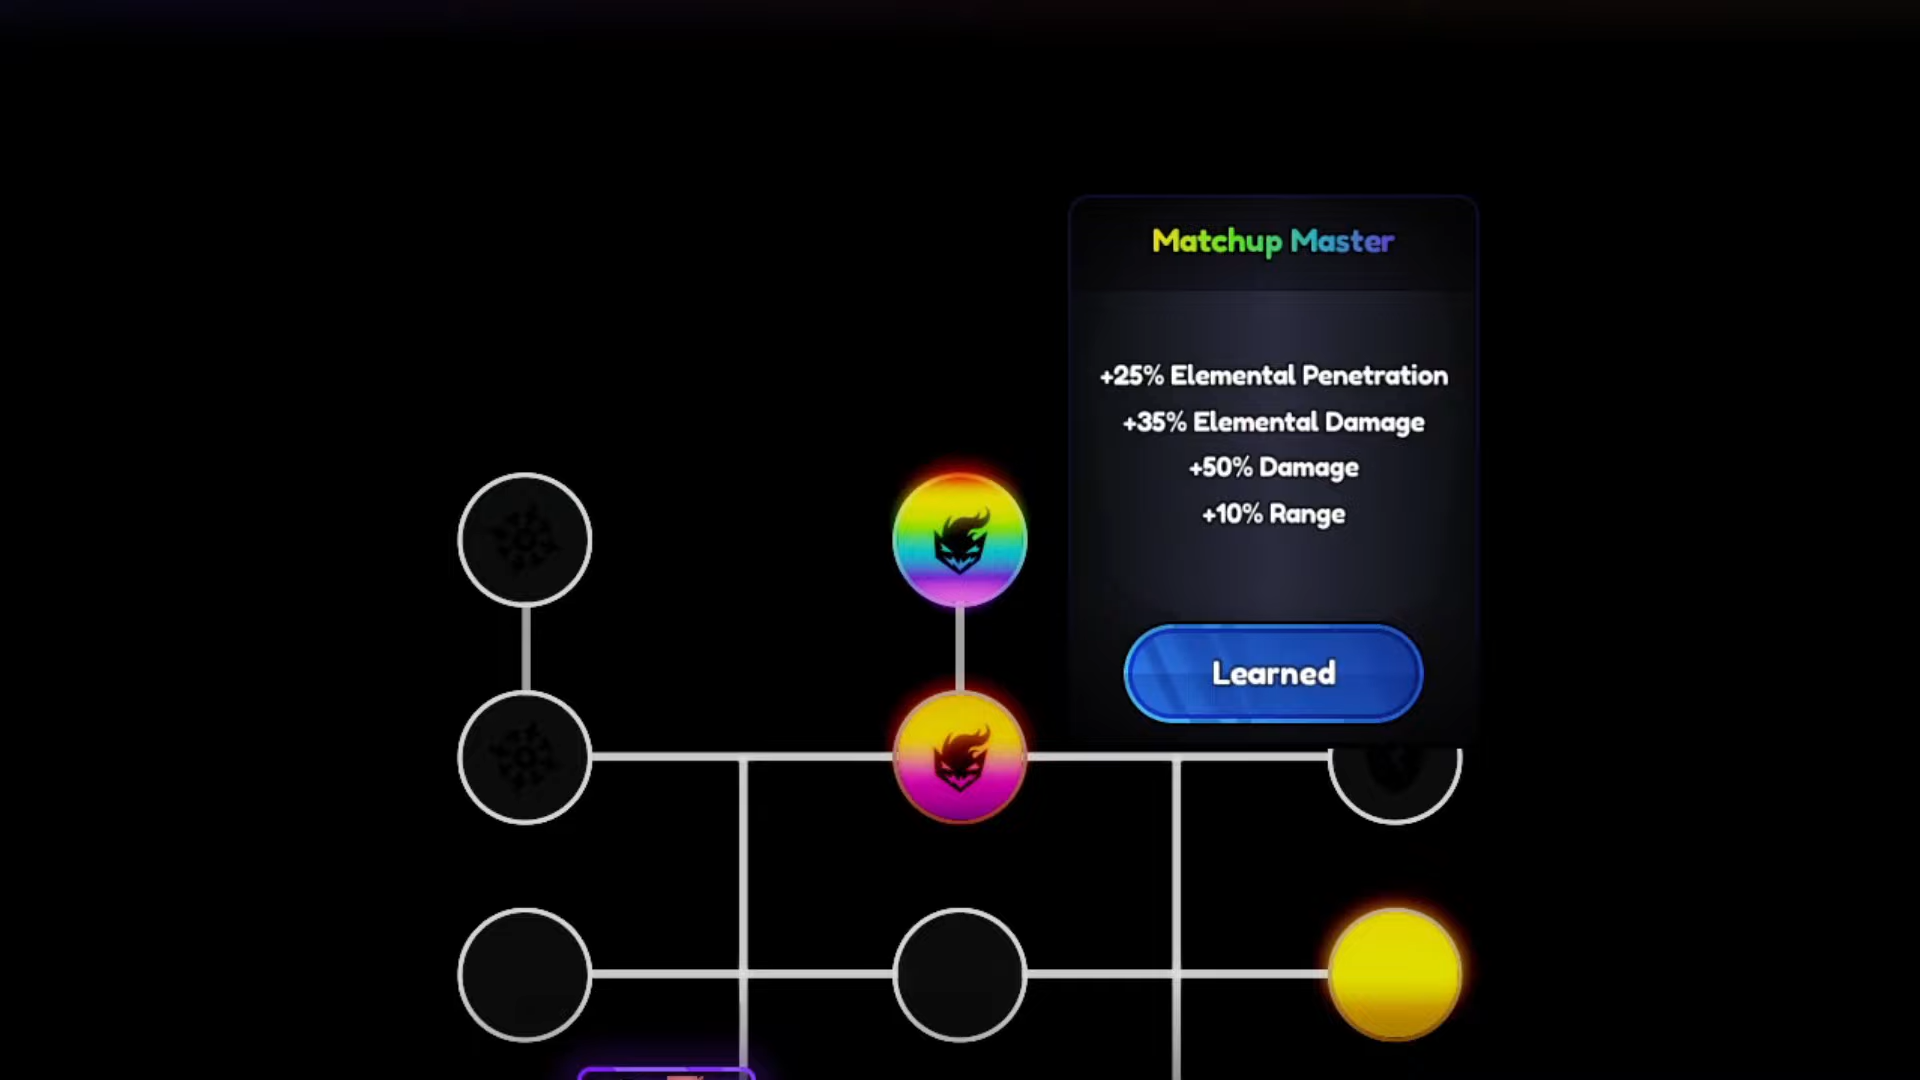 Matchup Master
+25% Elemental Penetration
+35% Elemental Damage
+50% Damage
+10% Range
Learned